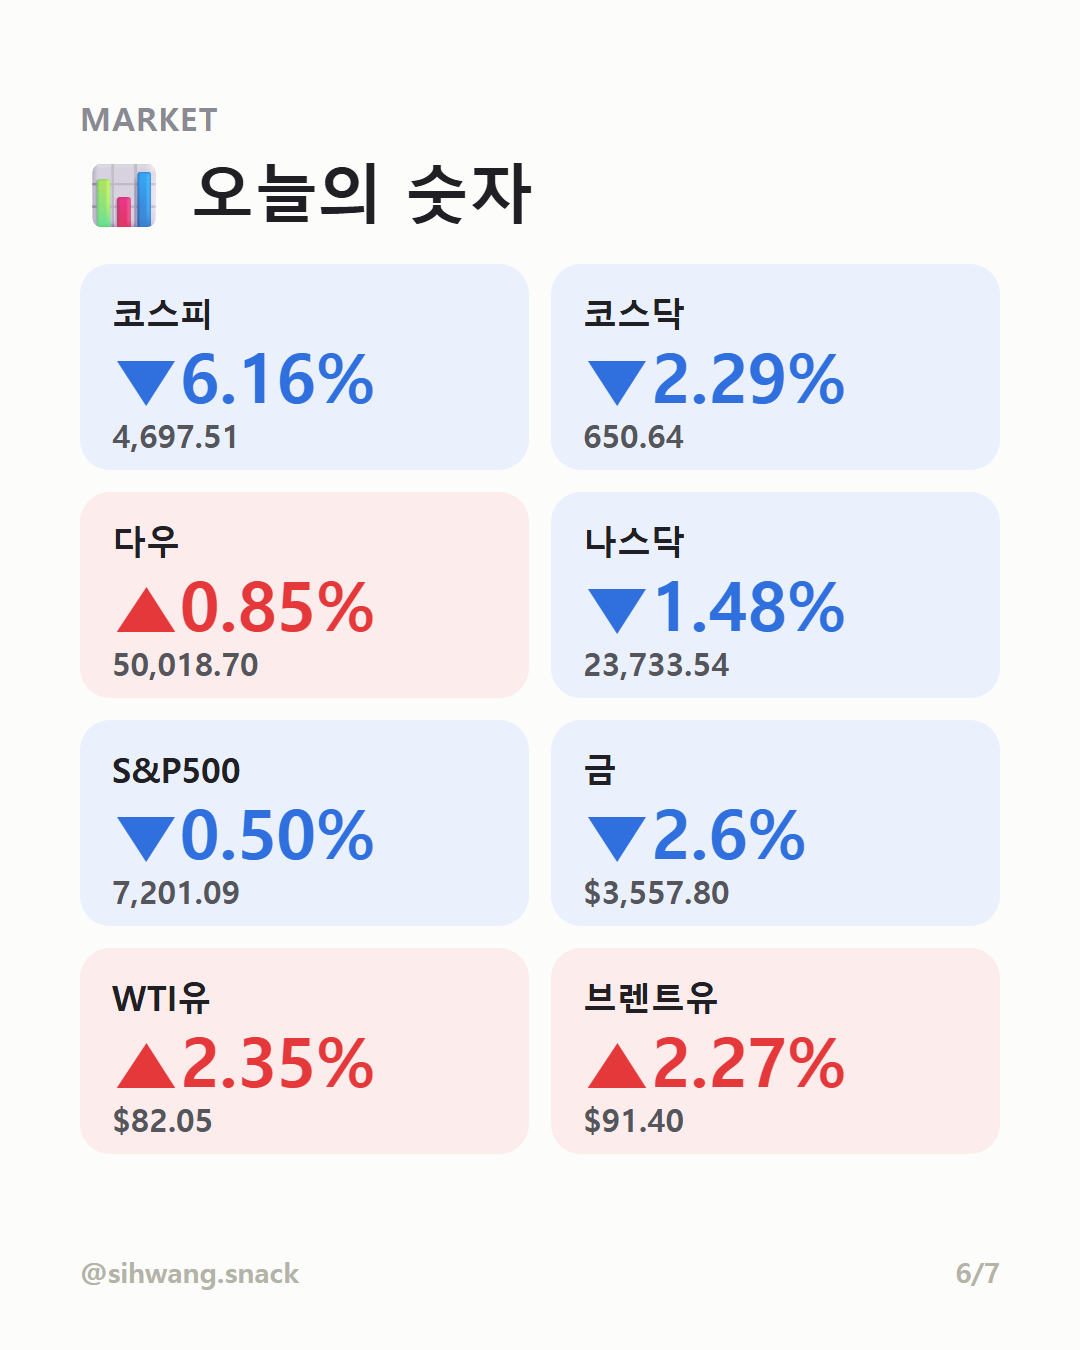 MARKET
오늘의 숫자
코스피
▼6.16%
4,697.51
코스닥
▼2.29%
650.64
다우
▲0.85%
50,018.70
나스닥
▼1.48%
23,733.54
S&P500
▼0.50%
7,201.09
금
▼2.6%
$3,557.80
WTI유
▲2.35%
$82.05
브렌트유
▲2.27%
$91.40
@sihwang.snack
6/7